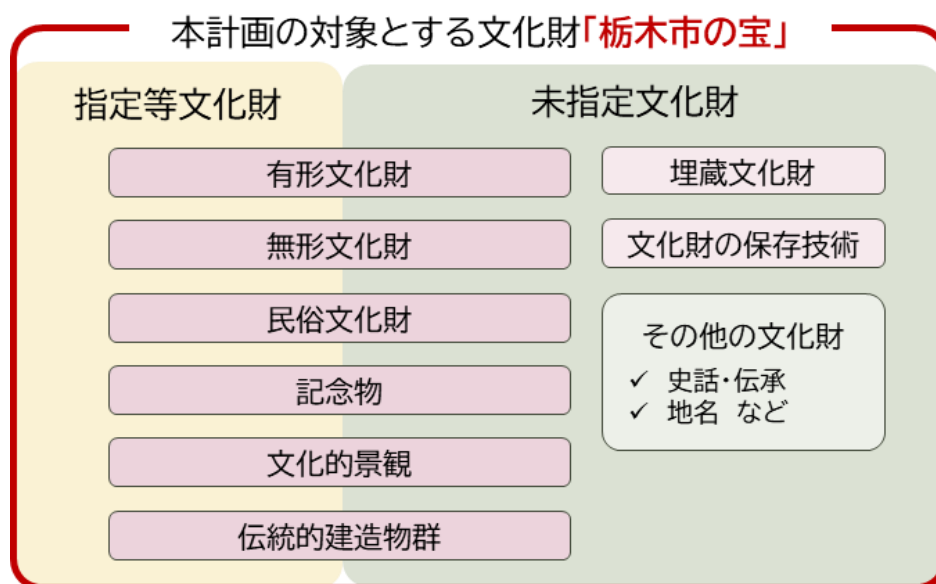 本計画の対象とする文化財「栃木市の宝」
指定等文化財
未指定文化財
有形文化財
無形文化財
民俗文化財
記念物
文化的景観
伝統的建造物群
埋蔵文化財
文化財の保存技術
その他の文化財
✓ 史話・伝承
✓ 地名 など